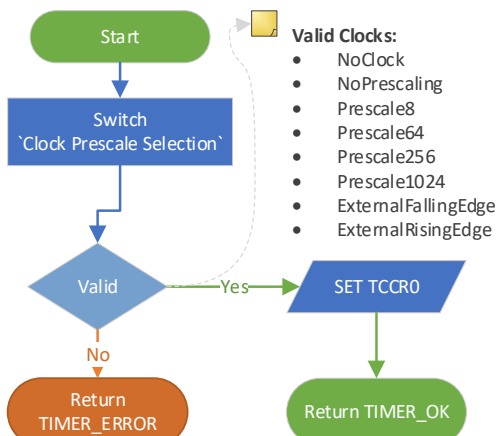 Start
Switch
`Clock Prescale Selection`
Valid Clocks:
• NoClock
• NoPrescaling
• Prescale8
• Prescale64
• Prescale256
• Prescale1024
• ExternalFallingEdge
• ExternalRisingEdge
Valid
Yes
SET TCCR0
No
Return
TIMER_ERROR
Return TIMER_OK